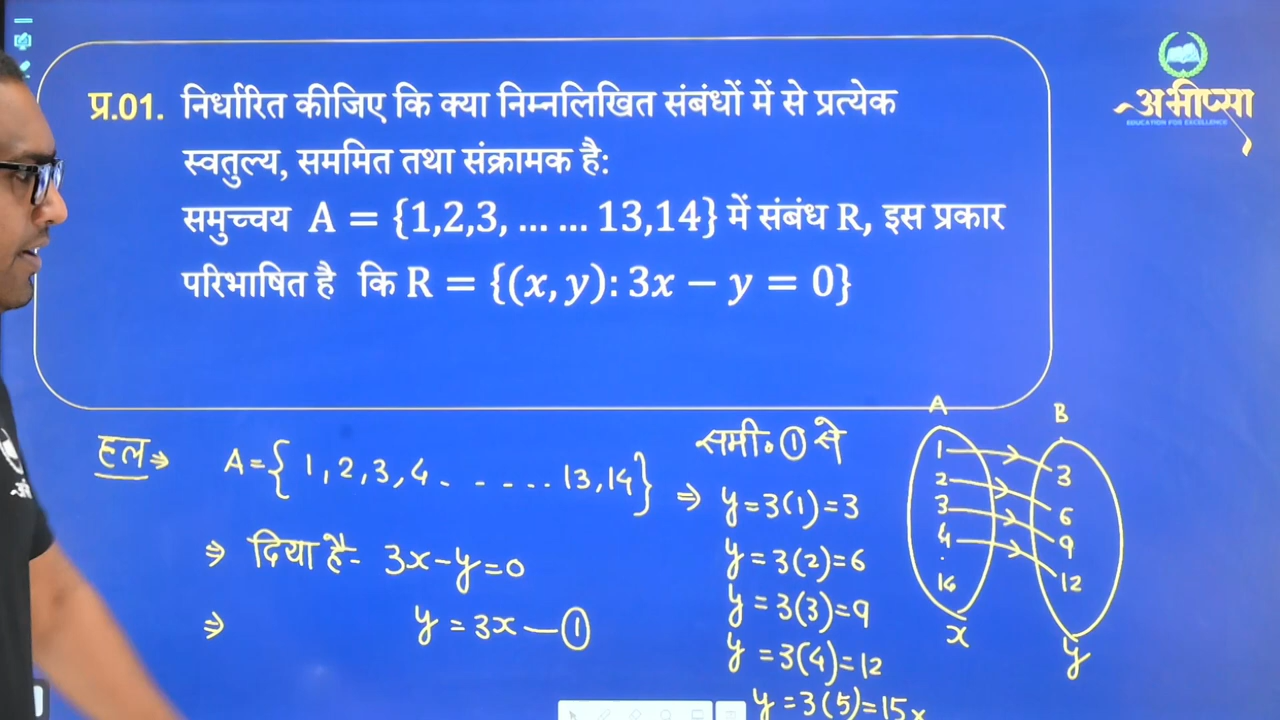 प्र.01. निर्धारित कीजिए कि क्या निम्नलिखित संबंधों में से प्रत्येक
स्वतुल्य, सममित तथा संक्रामक है:
समुच्चय A = {1,2,3, ... ... 13,14} में संबंध R, इस प्रकार
परिभाषित है कि R = {(x, y): 3x − y = 0}
अभीप्सा
EDUCATION FOR EXCELLENCE
हल ⇒ A = { 1, 2, 3, 4 - - - - .. 13, 14 }
⇒ दिया है- 3x-y=0
⇒ y = 3x — ①
समी. ① से
⇒ y = 3(1) = 3
y = 3(2) = 6
y = 3(3) = 9
y = 3(4) = 12
y = 3(5) = 15 x
A B
1 3
2 6
3 9
4 12
.
14
x y